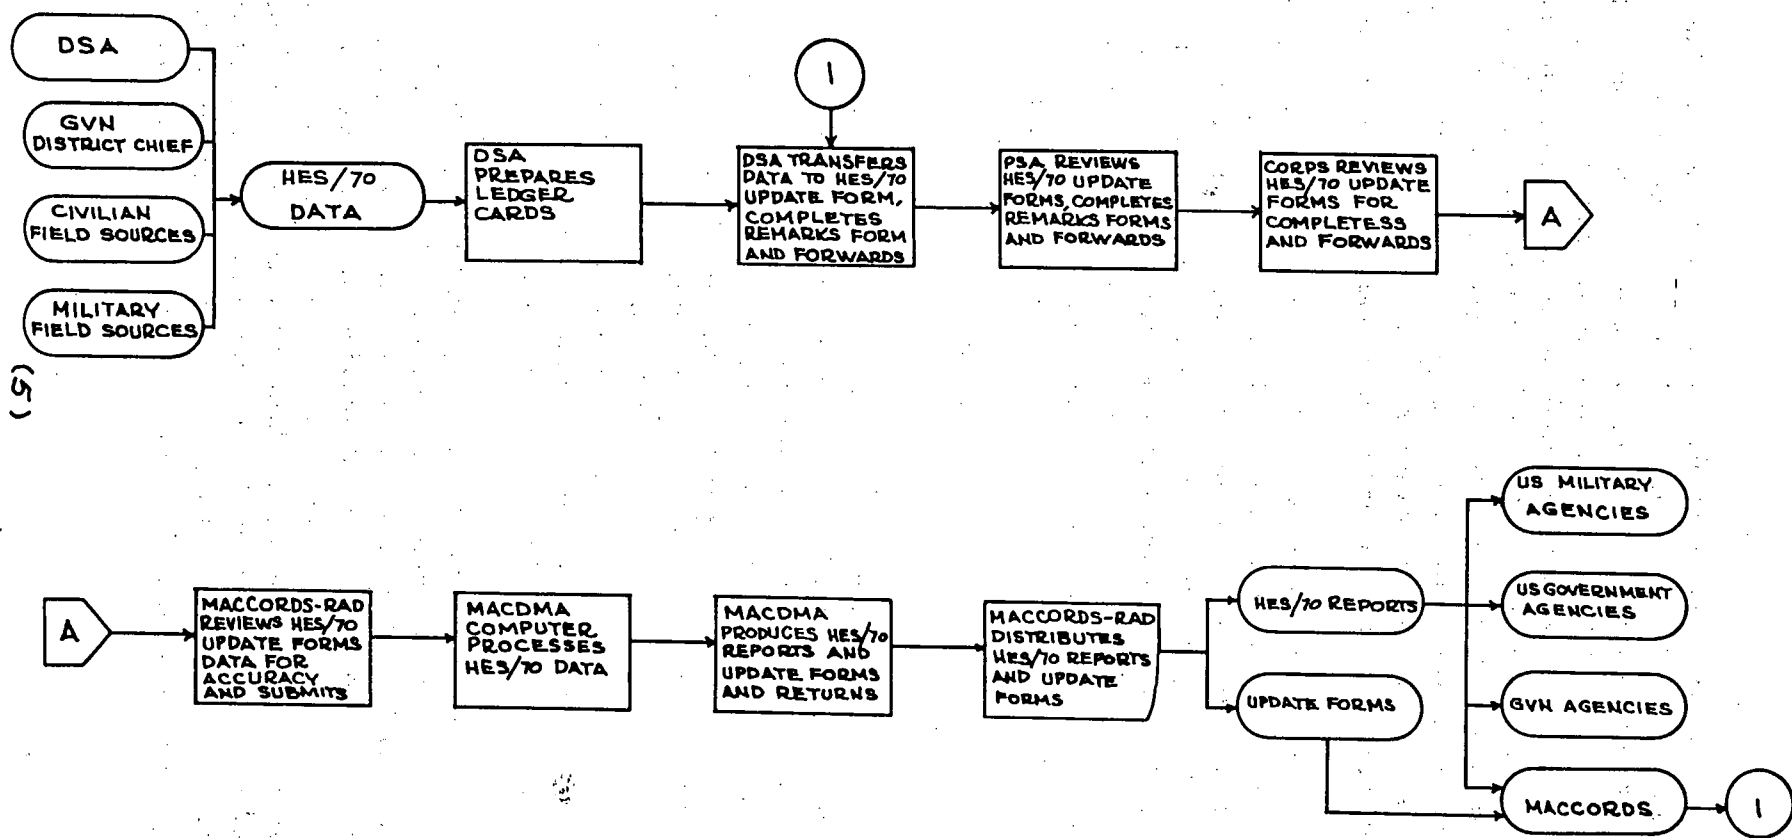 DSA
GVN
DISTRICT CHIEF
CIVILIAN
FIELD SOURCES
MILITARY
FIELD SOURCES
HES/70
DATA
DSA
PREPARES
LEDGER
CARDS
1
DSA TRANSFERS
DATA TO HES/70
UPDATE FORM,
COMPLETES
REMARKS FORM
AND FORWARDS
PSA REVIEWS
HES/70 UPDATE
FORMS, COMPLETES
REMARKS FORMS
AND FORWARDS
CORPS REVIEWS
HES/70 UPDATE
FORMS FOR
COMPLETESS
AND FORWARDS
A
(5)
A
MACCORDS-RAD
REVIEWS HES/70
UPDATE FORMS
DATA FOR
ACCURACY
AND SUBMITS
MACDMA
COMPUTER
PROCESSES
HES/70 DATA
MACDMA
PRODUCES HES/70
REPORTS AND
UPDATE FORMS
AND RETURNS
MACCORDS-RAD
DISTRIBUTES
HES/70 REPORTS
AND UPDATE
FORMS
HES/70 REPORTS
UPDATE FORMS
US MILITARY
AGENCIES
US GOVERNMENT
AGENCIES
GVN AGENCIES
MACCORDS
1